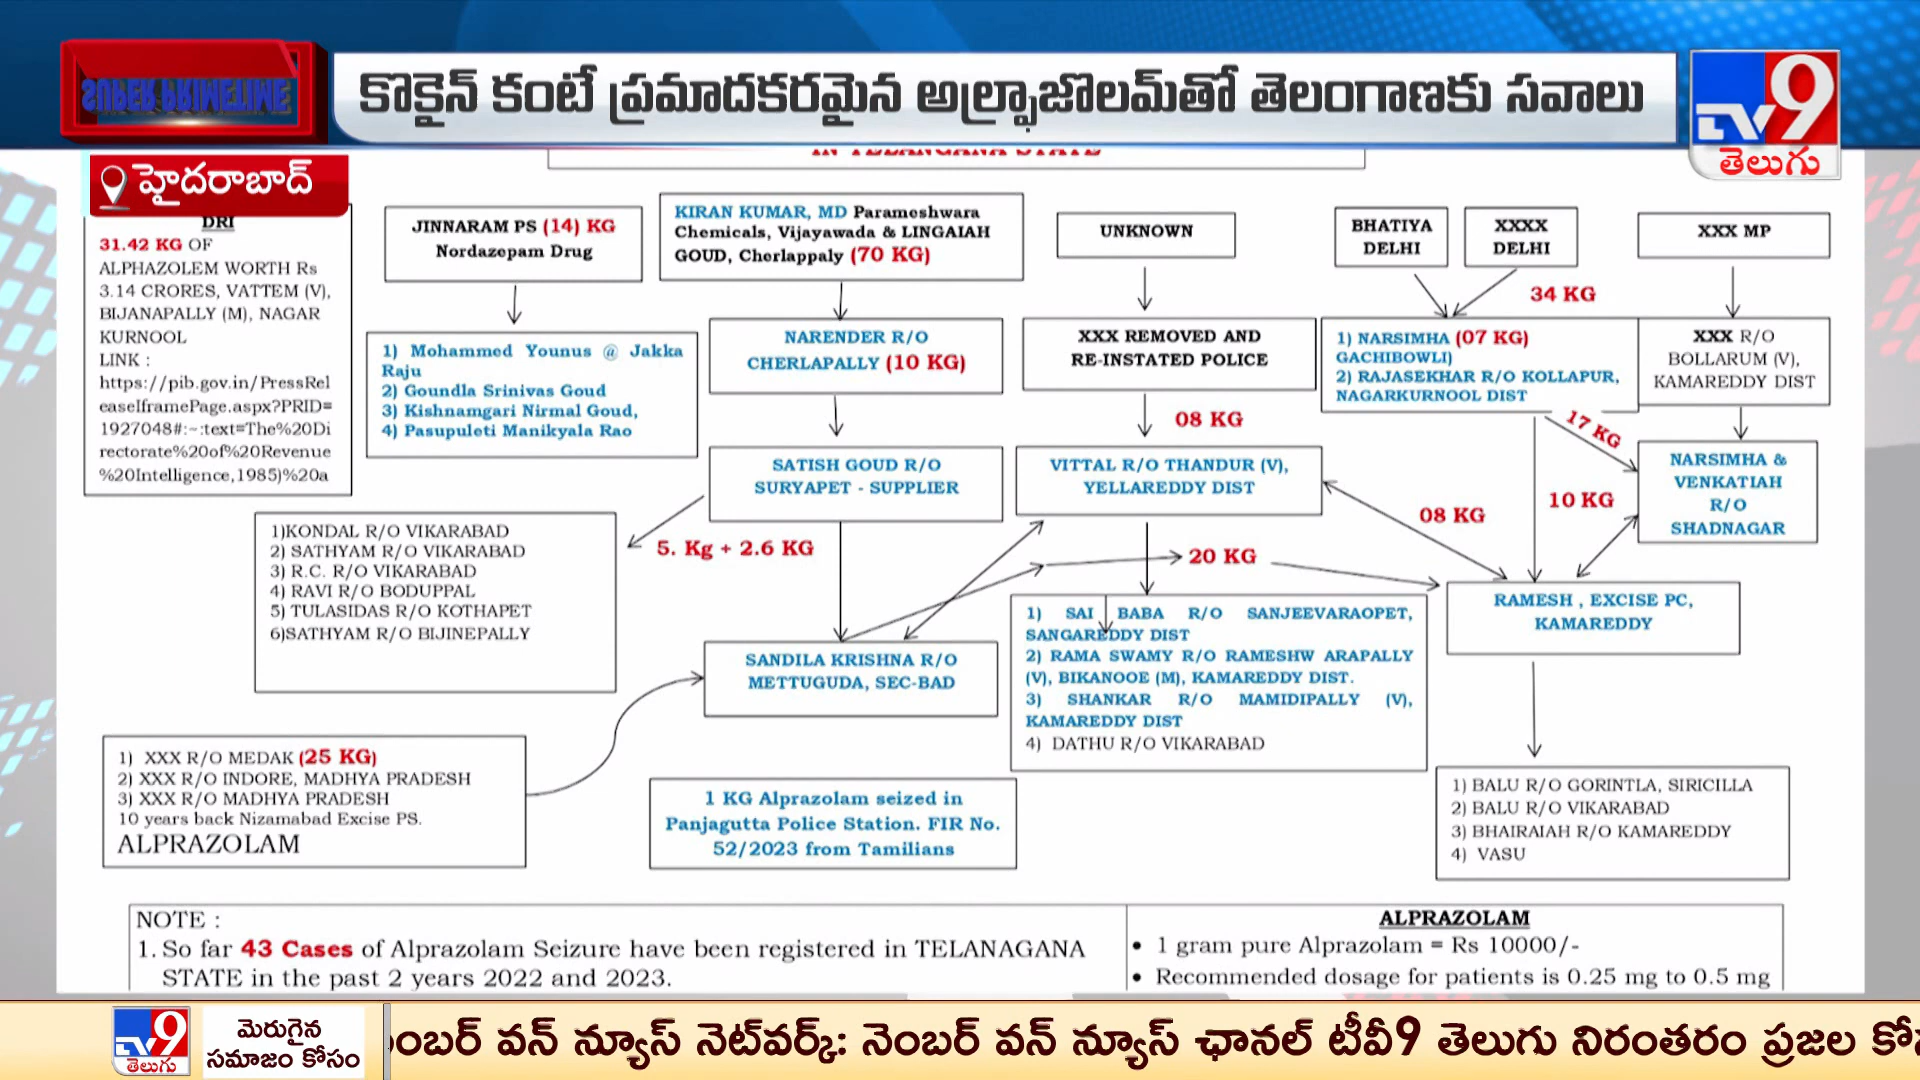 SUPER PRIMETIME
కొకైన్ కంటే ప్రమాదకరమైన అల్ప్రాజొలమ్‌తో తెలంగాణకు సవాలు
TV9
తెలుగు
హైదరాబాద్
IN TELANGANA STATE
DRI
31.42 KG OF
ALPHAZOLEM WORTH Rs
3.14 CRORES, VATTEM (V),
BIJANAPALLY (M), NAGAR
KURNOOL
LINK :
https://pib.gov.in/PressRel
easeIframePage.aspx?PRID=
1927048#:~:text=The%20Di
rectorate%20of%20Revenue
%20Intelligence,1985)%20a
JINNARAM PS (14) KG
Nordazepam Drug
1) Mohammed Younus @ Jakka
Raju
2) Goundla Srinivas Goud
3) Kishnamgari Nirmal Goud,
4) Pasupuleti Manikyala Rao
KIRAN KUMAR, MD Parameshwara
Chemicals, Vijayawada & LINGAIAH
GOUD, Cherlappaly (70 KG)
NARENDER R/O
CHERLAPALLY (10 KG)
SATISH GOUD R/O
SURYAPET - SUPPLIER
5. Kg + 2.6 KG
1)KONDAL R/O VIKARABAD
2) SATHYAM R/O VIKARABAD
3) R.C. R/O VIKARABAD
4) RAVI R/O BODUPPAL
5) TULASIDAS R/O KOTHAPET
6)SATHYAM R/O BIJINEPALLY
SANDILA KRISHNA R/O
METTUGUDA, SEC-BAD
1) XXX R/O MEDAK (25 KG)
2) XXX R/O INDORE, MADHYA PRADESH
3) XXX R/O MADHYA PRADESH
10 years back Nizamabad Excise PS.
ALPRAZOLAM
1 KG Alprazolam seized in
Panjagutta Police Station. FIR No.
52/2023 from Tamilians
UNKNOWN
XXX REMOVED AND
RE-INSTATED POLICE
08 KG
VITTAL R/O THANDUR (V),
YELLAREDDY DIST
20 KG
1) SAI BABA R/O SANJEEVARAOPET,
SANGAREDDY DIST
2) RAMA SWAMY R/O RAMESHW ARAPALLY
(V), BIKANOOE (M), KAMAREDDY DIST.
3) SHANKAR R/O MAMIDIPALLY (V),
KAMAREDDY DIST
4) DATHU R/O VIKARABAD
BHATIYA
DELHI
XXXX
DELHI
34 KG
1) NARSIMHA (07 KG)
GACHIBOWLI)
2) RAJASEKHAR R/O KOLLAPUR,
NAGARKURNOOL DIST
17 KG
10 KG
08 KG
XXX MP
XXX R/O
BOLLARUM (V),
KAMAREDDY DIST
NARSIMHA &
VENKATIAH
R/O
SHADNAGAR
RAMESH , EXCISE PC,
KAMAREDDY
1) BALU R/O GORINTLA, SIRICILLA
2) BALU R/O VIKARABAD
3) BHAIRAIAH R/O KAMAREDDY
4) VASU
NOTE :
1. So far 43 Cases of Alprazolam Seizure have been registered in TELANAGANA
STATE in the past 2 years 2022 and 2023.
ALPRAZOLAM
• 1 gram pure Alprazolam = Rs 10000/-
• Recommended dosage for patients is 0.25 mg to 0.5 mg
TV9
తెలుగు
మెరుగైన
సమాజం కోసం
ంబర్ వన్ న్యూస్ నెట్‌వర్క్: నెంబర్ వన్ న్యూస్ ఛానల్ టీవీ9 తెలుగు నిరంతరం ప్రజల